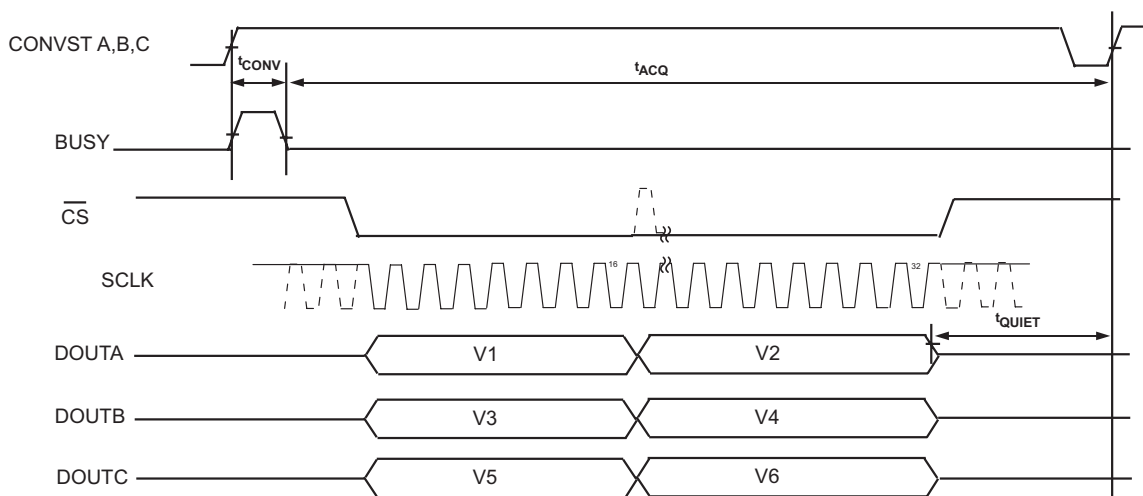 CONVST A,B,C
tCONV
tACQ
BUSY
CS
SCLK
16
32
tQUIET
DOUTA
V1
V2
DOUTB
V3
V4
DOUTC
V5
V6